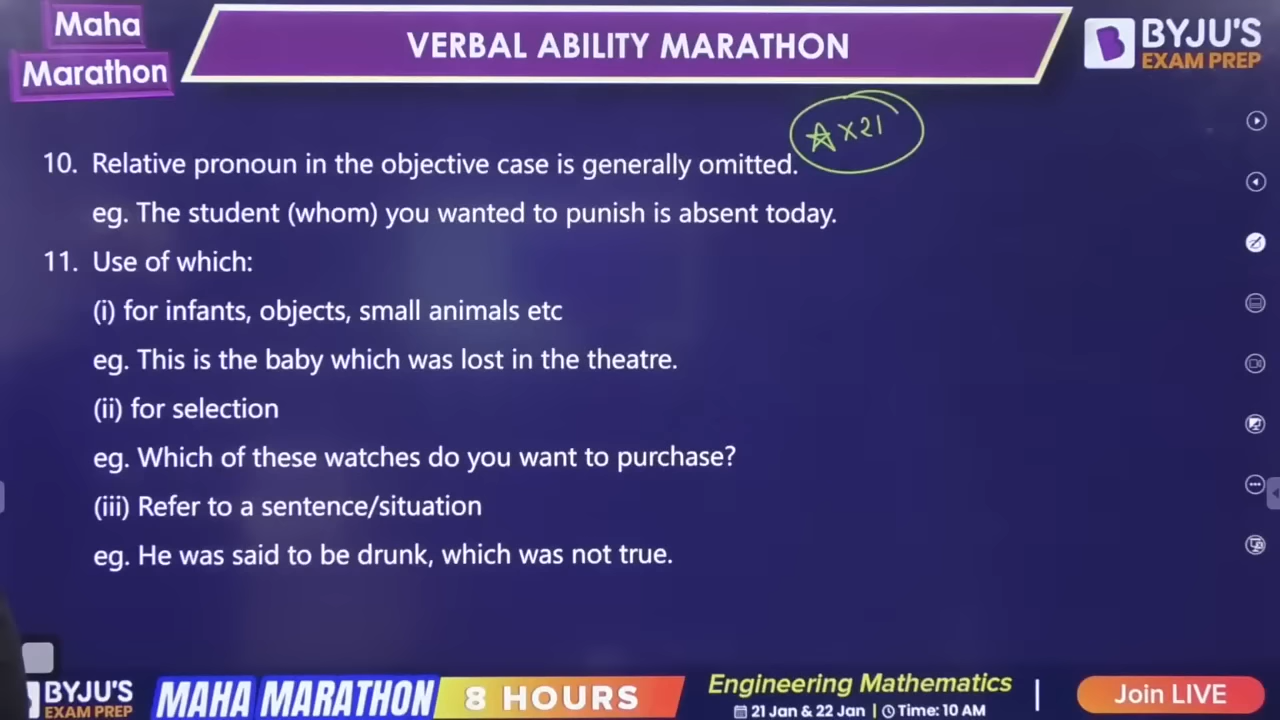 Maha
Marathon
VERBAL ABILITY MARATHON
BYJU'S
EXAM PREP
☆ x 21
10. Relative pronoun in the objective case is generally omitted.
eg. The student (whom) you wanted to punish is absent today.
11. Use of which:
(i) for infants, objects, small animals etc
eg. This is the baby which was lost in the theatre.
(ii) for selection
eg. Which of these watches do you want to purchase?
(iii) Refer to a sentence/situation
eg. He was said to be drunk, which was not true.
BYJU'S
EXAM PREP
MAHA MARATHON
8 HOURS
Engineering Mathematics
21 Jan & 22 Jan | Time: 10 AM
Join LIVE